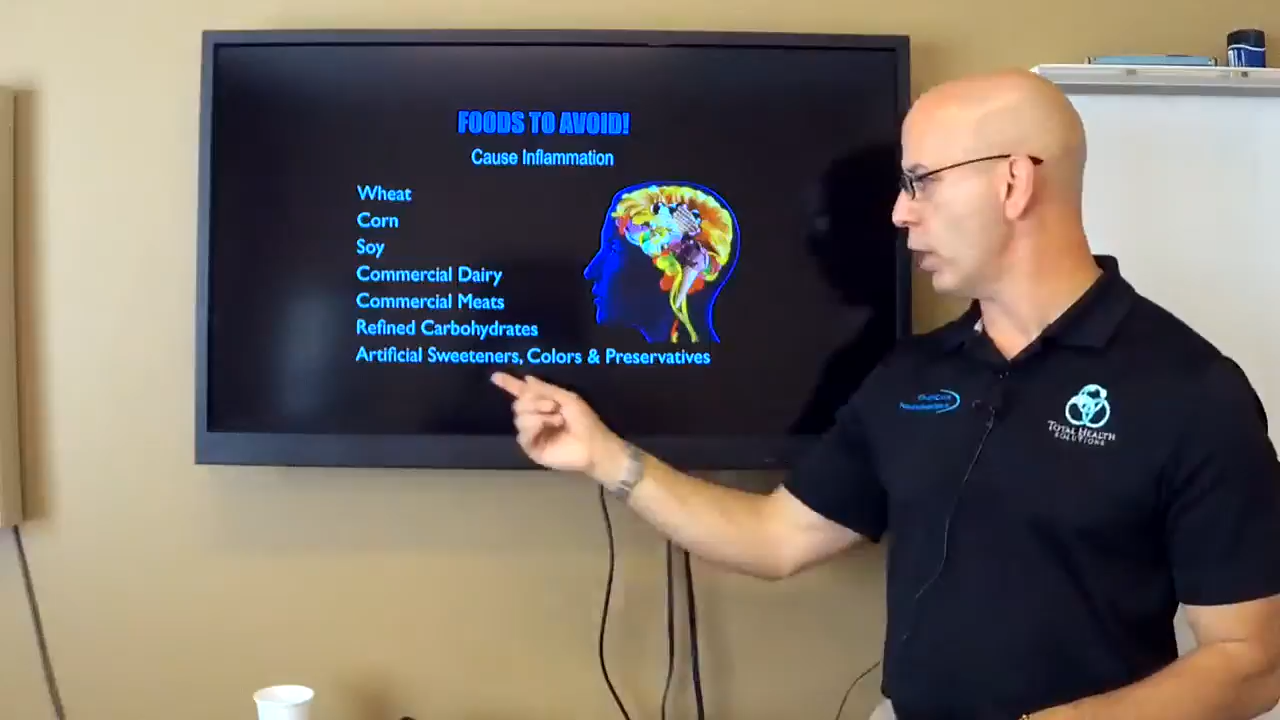 FOODS TO AVOID!
Cause Inflammation
Wheat
Corn
Soy
Commercial Dairy
Commercial Meats
Refined Carbohydrates
Artificial Sweeteners, Colors & Preservatives
TOTAL HEALTH
SOLUTIONS